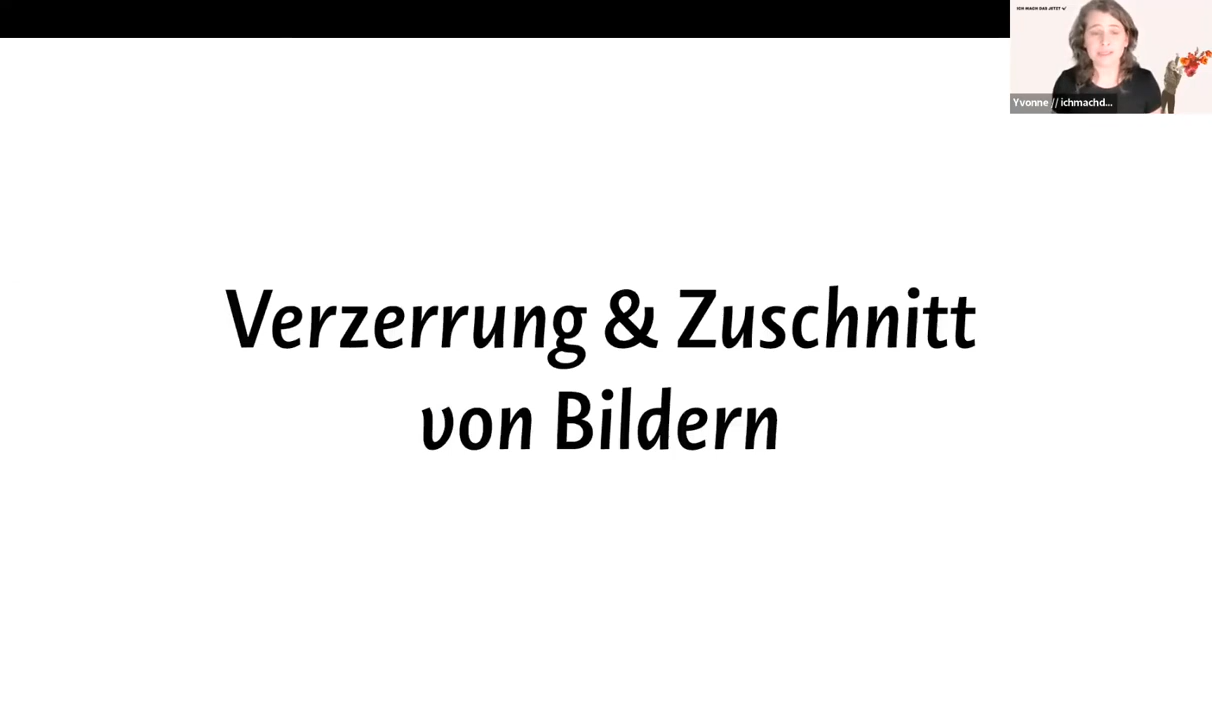 ICH MACH DAS JETZT ✓
Yvonne // ichmachd...
Verzerrung & Zuschnitt
von Bildern